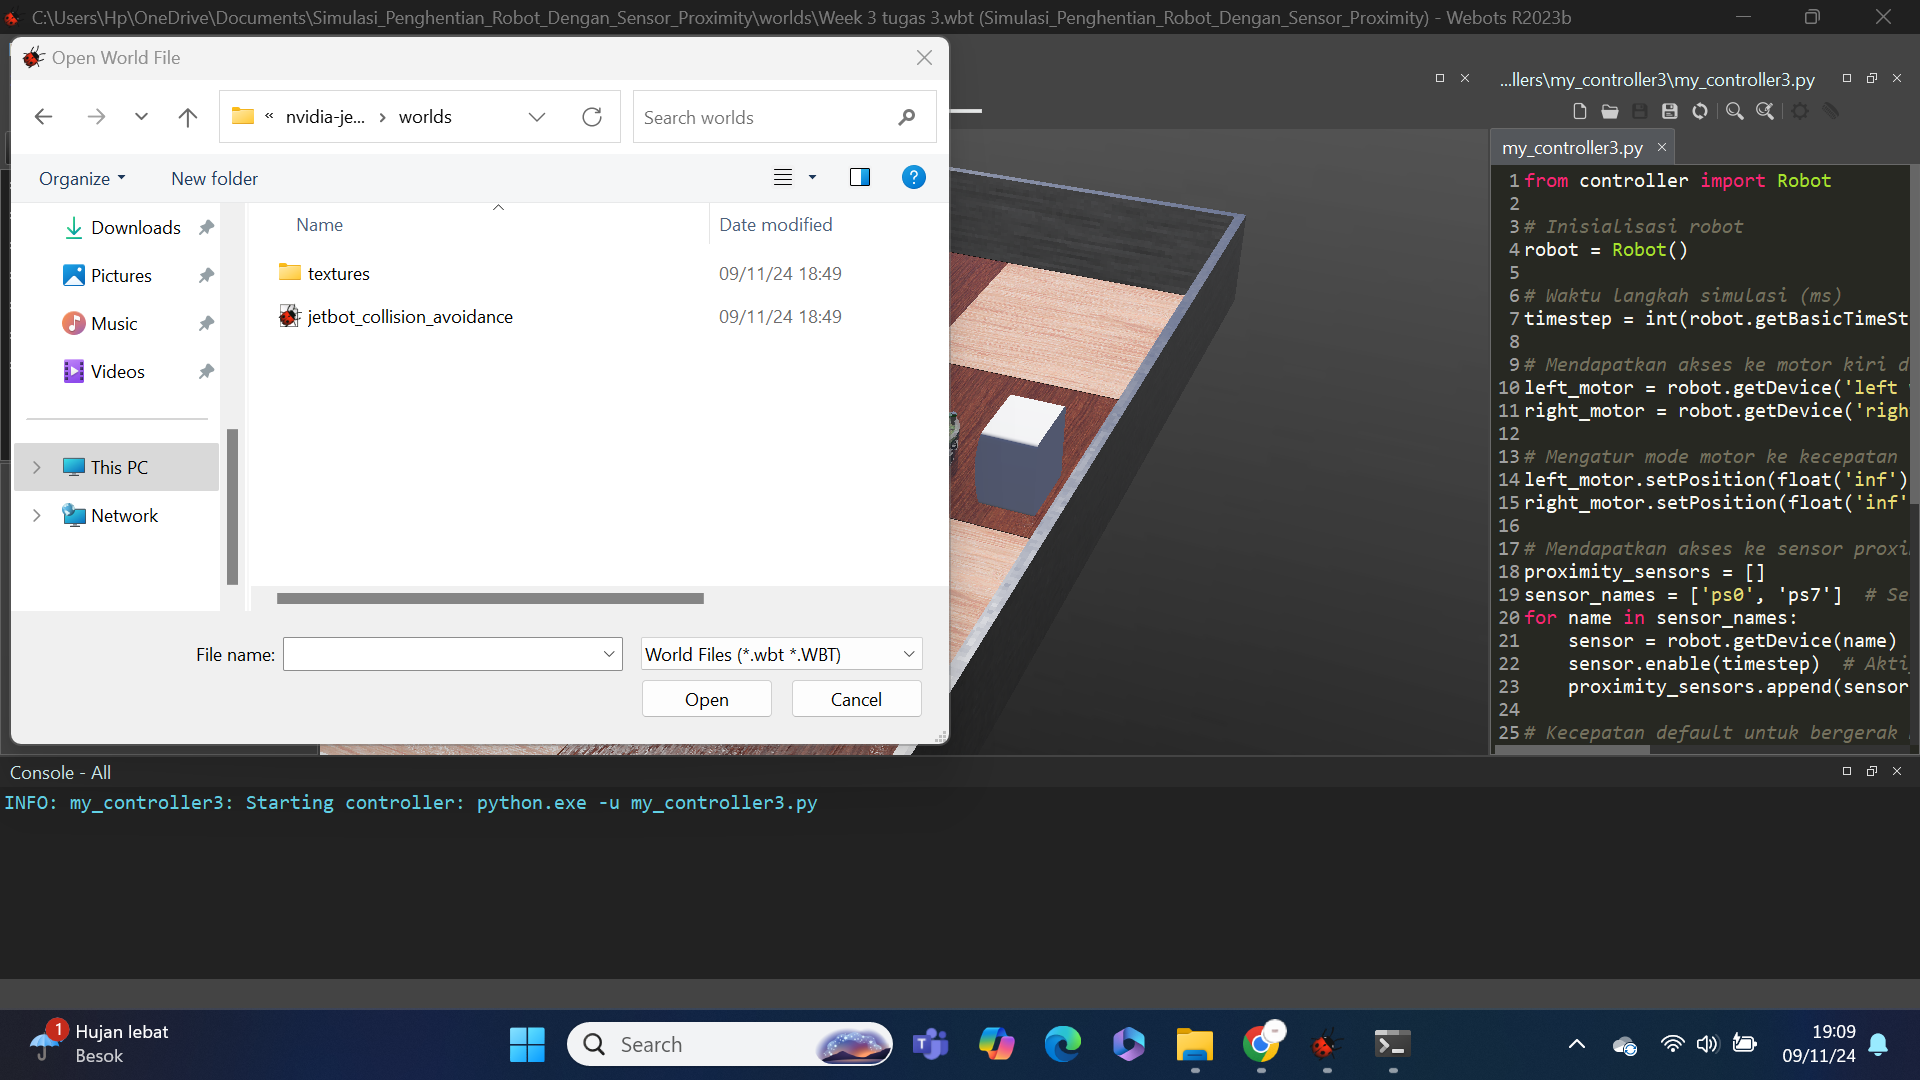 C:\Users\Hp\OneDrive\Documents\Simulasi_Penghentian_Robot_Dengan_Sensor_Proximity\worlds\Week 3 tugas 3.wbt (Simulasi_Penghentian_Robot_Dengan_Sensor_Proximity) - Webots R2023b
Open World File
« nvidia-je... › worlds
Search worlds
Organize
New folder
?
Downloads
Pictures
Music
Videos
This PC
Network
Name
Date modified
textures
09/11/24 18:49
jetbot_collision_avoidance
09/11/24 18:49
File name:
World Files (*.wbt *.WBT)
Open
Cancel
...llers\my_controller3\my_controller3.py
my_controller3.py
1 from controller import Robot
2
3 # Inisialisasi robot
4 robot = Robot()
5
6 # Waktu langkah simulasi (ms)
7 timestep = int(robot.getBasicTimeSt
8
9 # Mendapatkan akses ke motor kiri d
10 left_motor = robot.getDevice('left
11 right_motor = robot.getDevice('righ
12
13 # Mengatur mode motor ke kecepatan
14 left_motor.setPosition(float('inf')
15 right_motor.setPosition(float('inf'
16
17 # Mendapatkan akses ke sensor proxi
18 proximity_sensors = []
19 sensor_names = ['ps0', 'ps7']  # Se
20 for name in sensor_names:
21     sensor = robot.getDevice(name)
22     sensor.enable(timestep)  # Akti
23     proximity_sensors.append(sensor
24
25 # Kecepatan default untuk bergerak
Console - All
INFO: my_controller3: Starting controller: python.exe -u my_controller3.py
1
Hujan lebat
Besok
Search
19:09
09/11/24